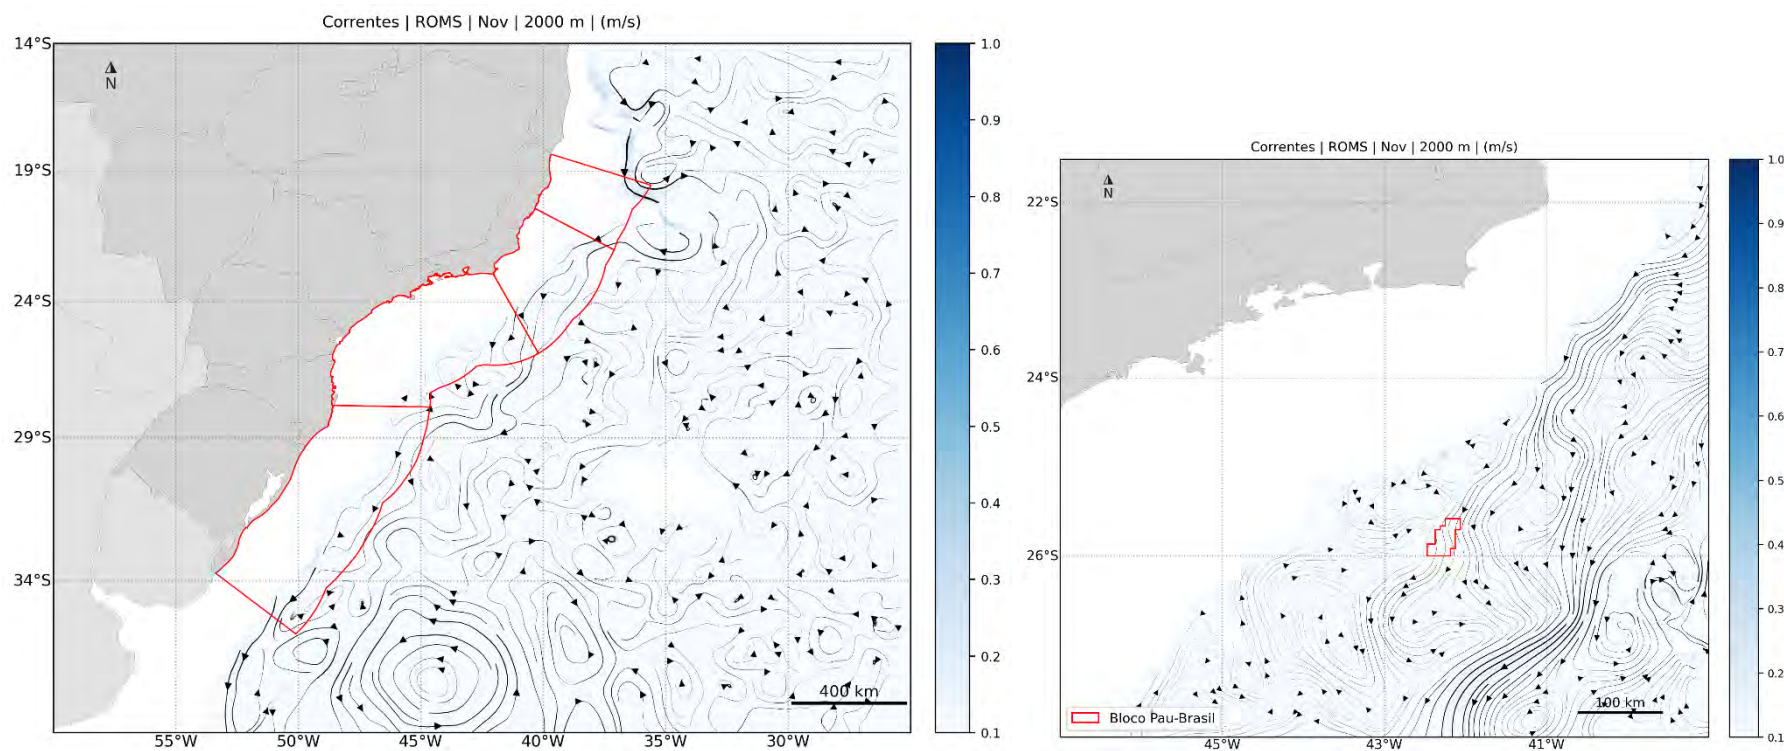 Correntes | ROMS | Nov | 2000 m | (m/s)
14°S
19°S
24°S
29°S
34°S
N
55°W
50°W
45°W
40°W
35°W
30°W
400 km
1.0
0.9
0.8
0.7
0.6
0.5
0.4
0.3
0.2
0.1
Correntes | ROMS | Nov | 2000 m | (m/s)
22°S
24°S
26°S
N
Bloco Pau-Brasil
45°W
43°W
41°W
100 km
1.0
0.9
0.8
0.7
0.6
0.5
0.4
0.3
0.2
0.1